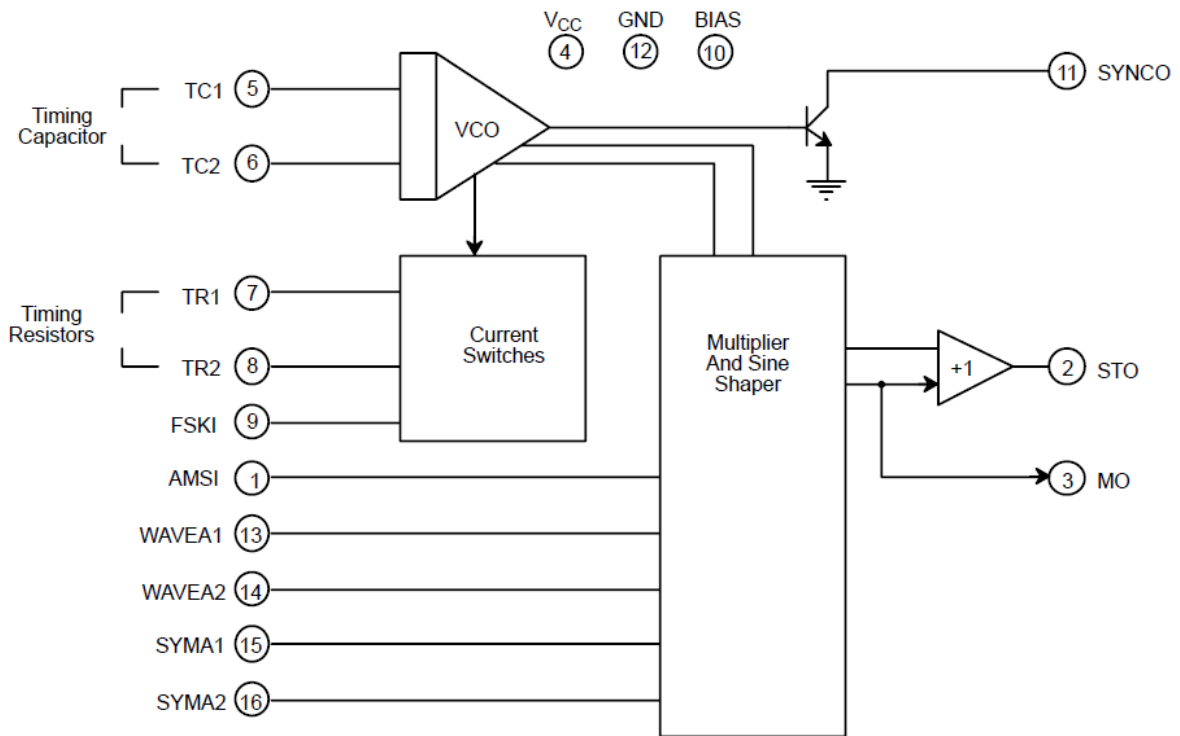 VCC GND BIAS
4 12 10
TC1 5
Timing
Capacitor
TC2 6
VCO
11 SYNCO
TR1 7
Timing
Resistors
TR2 8
FSKI 9
Current
Switches
Multiplier
And Sine
Shaper
+1
2 STO
3 MO
AMSI 1
WAVEA1 13
WAVEA2 14
SYMA1 15
SYMA2 16